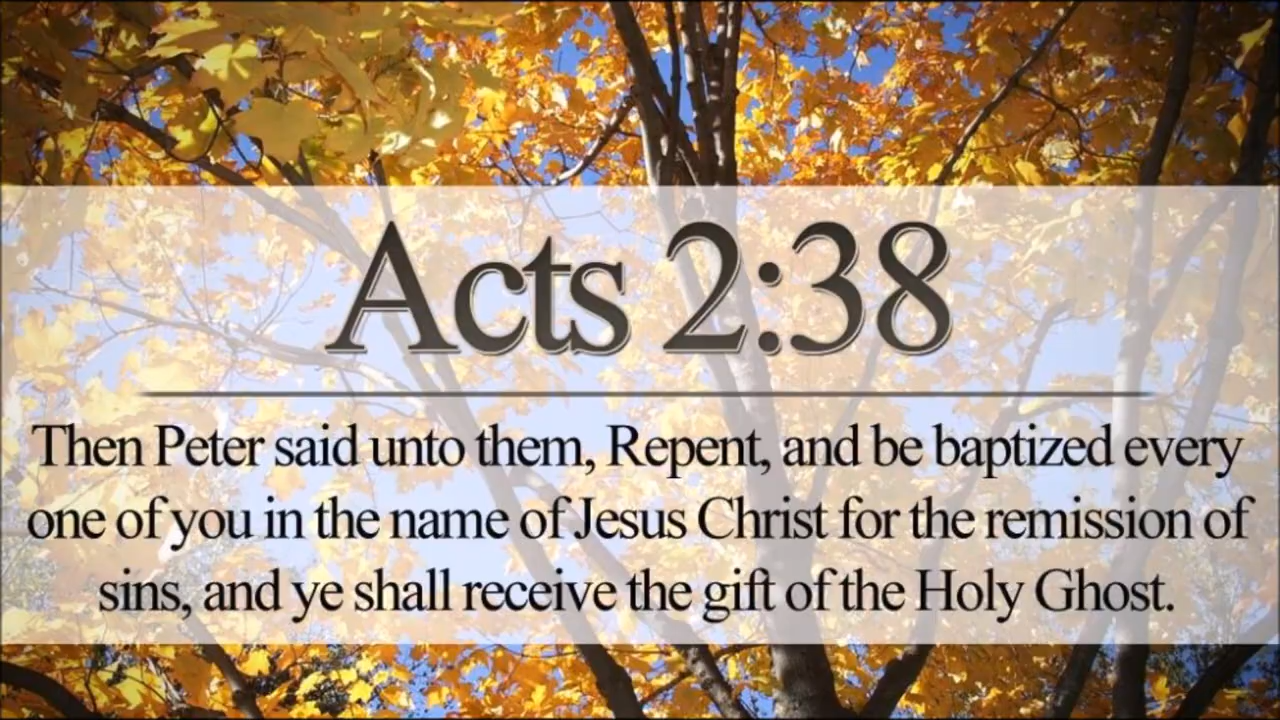 Acts 2:38
Then Peter said unto them, Repent, and be baptized every
one of you in the name of Jesus Christ for the remission of
sins, and ye shall receive the gift of the Holy Ghost.